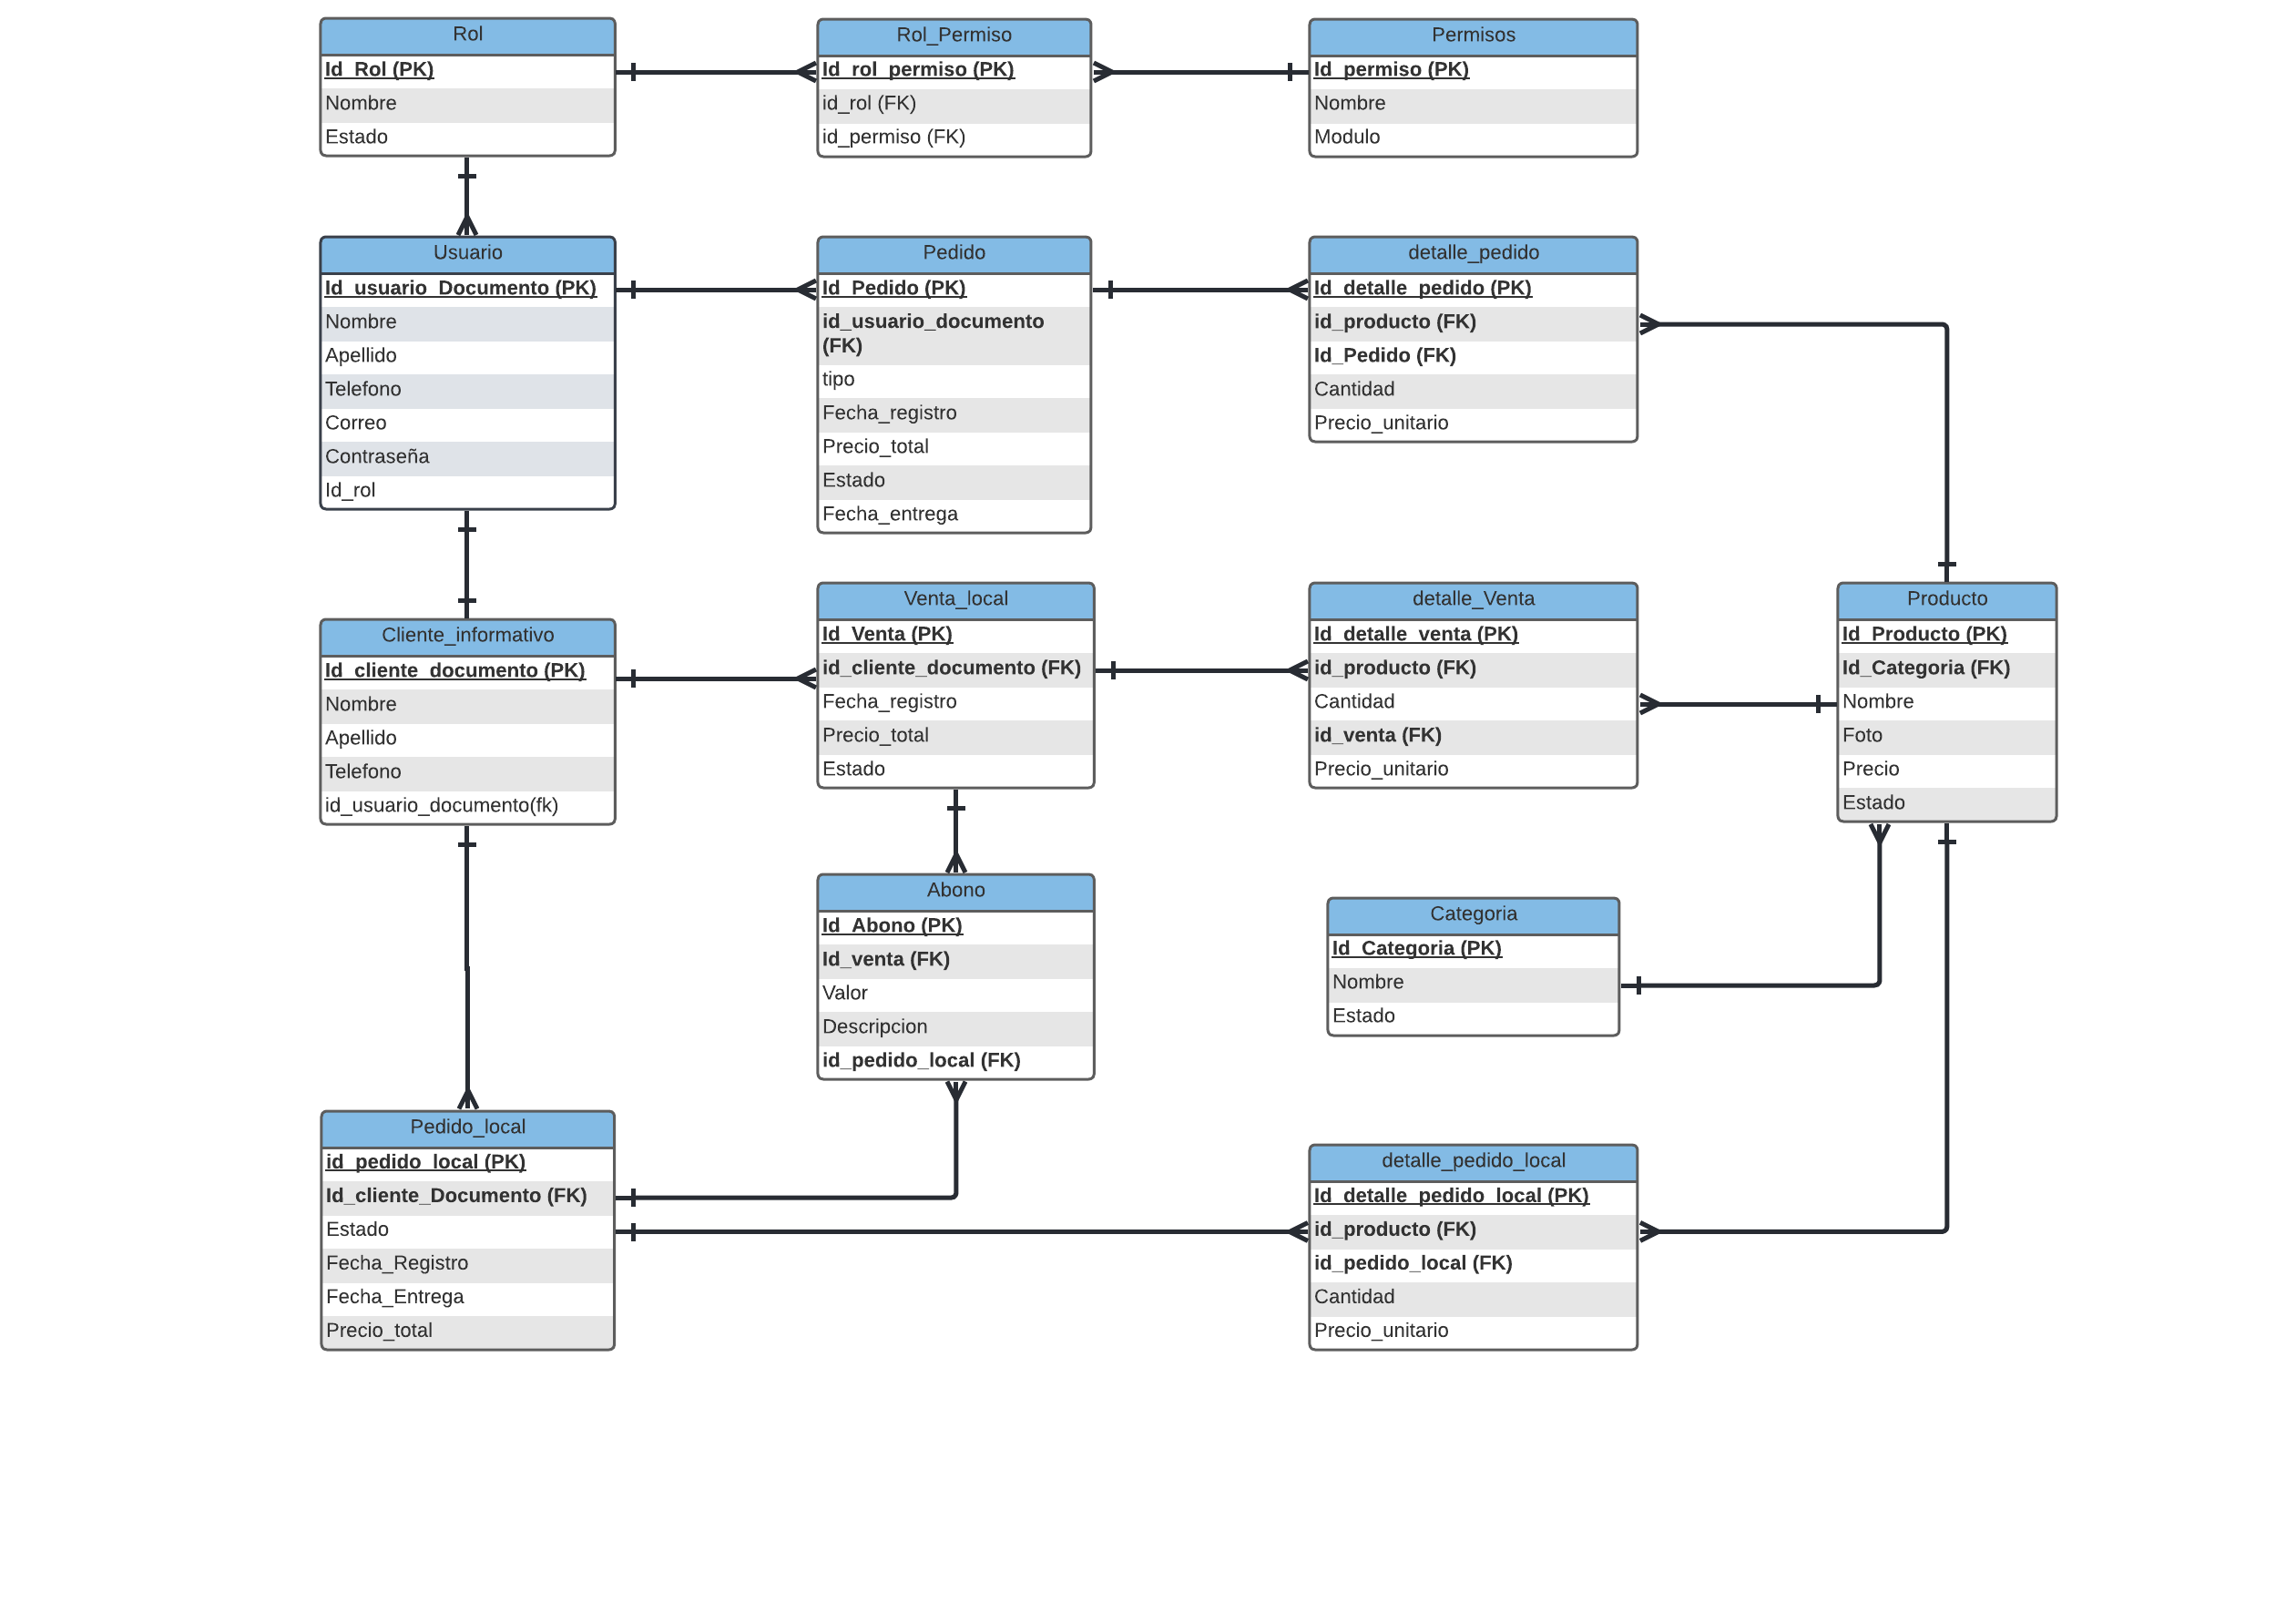 Rol
Id_Rol (PK)
Nombre
Estado
Rol_Permiso
Id_rol_permiso (PK)
id_rol (FK)
id_permiso (FK)
Permisos
Id_permiso (PK)
Nombre
Modulo
Usuario
Id_usuario_Documento (PK)
Nombre
Apellido
Telefono
Correo
Contraseña
Id_rol
Pedido
Id_Pedido (PK)
id_usuario_documento
(FK)
tipo
Fecha_registro
Precio_total
Estado
Fecha_entrega
detalle_pedido
Id_detalle_pedido (PK)
id_producto (FK)
Id_Pedido (FK)
Cantidad
Precio_unitario
Cliente_informativo
Id_cliente_documento (PK)
Nombre
Apellido
Telefono
id_usuario_documento(fk)
Venta_local
Id_Venta (PK)
id_cliente_documento (FK)
Fecha_registro
Precio_total
Estado
detalle_Venta
Id_detalle_venta (PK)
id_producto (FK)
Cantidad
id_venta (FK)
Precio_unitario
Producto
Id_Producto (PK)
Id_Categoria (FK)
Nombre
Foto
Precio
Estado
Abono
Id_Abono (PK)
Id_venta (FK)
Valor
Descripcion
id_pedido_local (FK)
Categoria
Id_Categoria (PK)
Nombre
Estado
Pedido_local
id_pedido_local (PK)
Id_cliente_Documento (FK)
Estado
Fecha_Registro
Fecha_Entrega
Precio_total
detalle_pedido_local
Id_detalle_pedido_local (PK)
id_producto (FK)
id_pedido_local (FK)
Cantidad
Precio_unitario